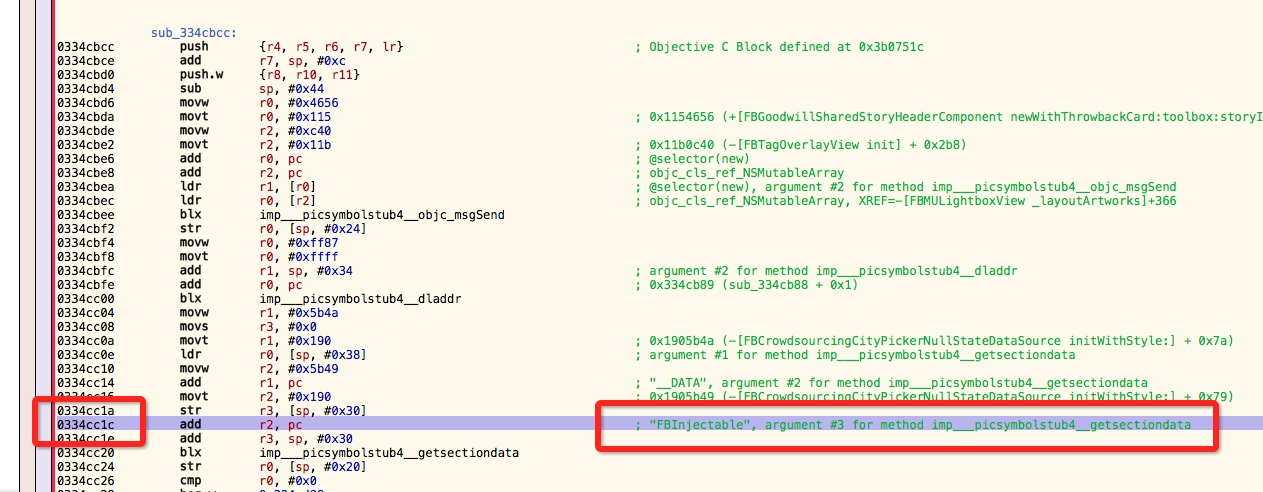 sub_334cbcc:
0334cbcc push {r4, r5, r6, r7, lr} ; Objective C Block defined at 0x3b0751c
0334cbce add r7, sp, #0xc
0334cbd0 push.w {r8, r10, r11}
0334cbd4 sub sp, #0x44
0334cbd6 movw r0, #0x4656
0334cbda movt r0, #0x115 ; 0x1154656 (+[FBGoodwillSharedStoryHeaderComponent newWithThrowbackCard:toolbox:storyI
0334cbde movw r2, #0xc40
0334cbe2 movt r2, #0x11b ; 0x11b0c40 (-[FBTagOverlayView init] + 0x2b8)
0334cbe6 add r0, pc ; @selector(new)
0334cbe8 add r2, pc ; objc_cls_ref_NSMutableArray
0334cbea ldr r1, [r0] ; @selector(new), argument #2 for method imp___picsymbolstub4__objc_msgSend
0334cbec ldr r0, [r2] ; objc_cls_ref_NSMutableArray, XREF=-[FBMULightboxView _layoutArtworks]+366
0334cbee blx imp___picsymbolstub4__objc_msgSend
0334cbf2 str r0, [sp, #0x24]
0334cbf4 movw r0, #0xff87
0334cbf8 movt r0, #0xffff
0334cbfc add r1, sp, #0x34 ; argument #2 for method imp___picsymbolstub4__dladdr
0334cbfe add r0, pc ; 0x334cb89 (sub_334cb88 + 0x1)
0334cc00 blx imp___picsymbolstub4__dladdr
0334cc04 movw r1, #0x5b4a
0334cc08 movs r3, #0x0
0334cc0a movt r1, #0x190 ; 0x1905b4a (-[FBCrowdsourcingCityPickerNullStateDataSource initWithStyle:] + 0x7a)
0334cc0e ldr r0, [sp, #0x38] ; argument #1 for method imp___picsymbolstub4__getsectiondata
0334cc10 movw r2, #0x5b49
0334cc14 add r1, pc ; "__DATA", argument #2 for method imp___picsymbolstub4__getsectiondata
0334cc16 movt r2, #0x190 ; 0x1905b49 (-[FBCrowdsourcingCityPickerNullStateDataSource initWithStyle:] + 0x79)
0334cc1a str r3, [sp, #0x30]
0334cc1c add r2, pc ; "FBInjectable", argument #3 for method imp___picsymbolstub4__getsectiondata
0334cc1e add r3, sp, #0x30
0334cc20 blx imp___picsymbolstub4__getsectiondata
0334cc24 str r0, [sp, #0x20]
0334cc26 cmp r0, #0x0